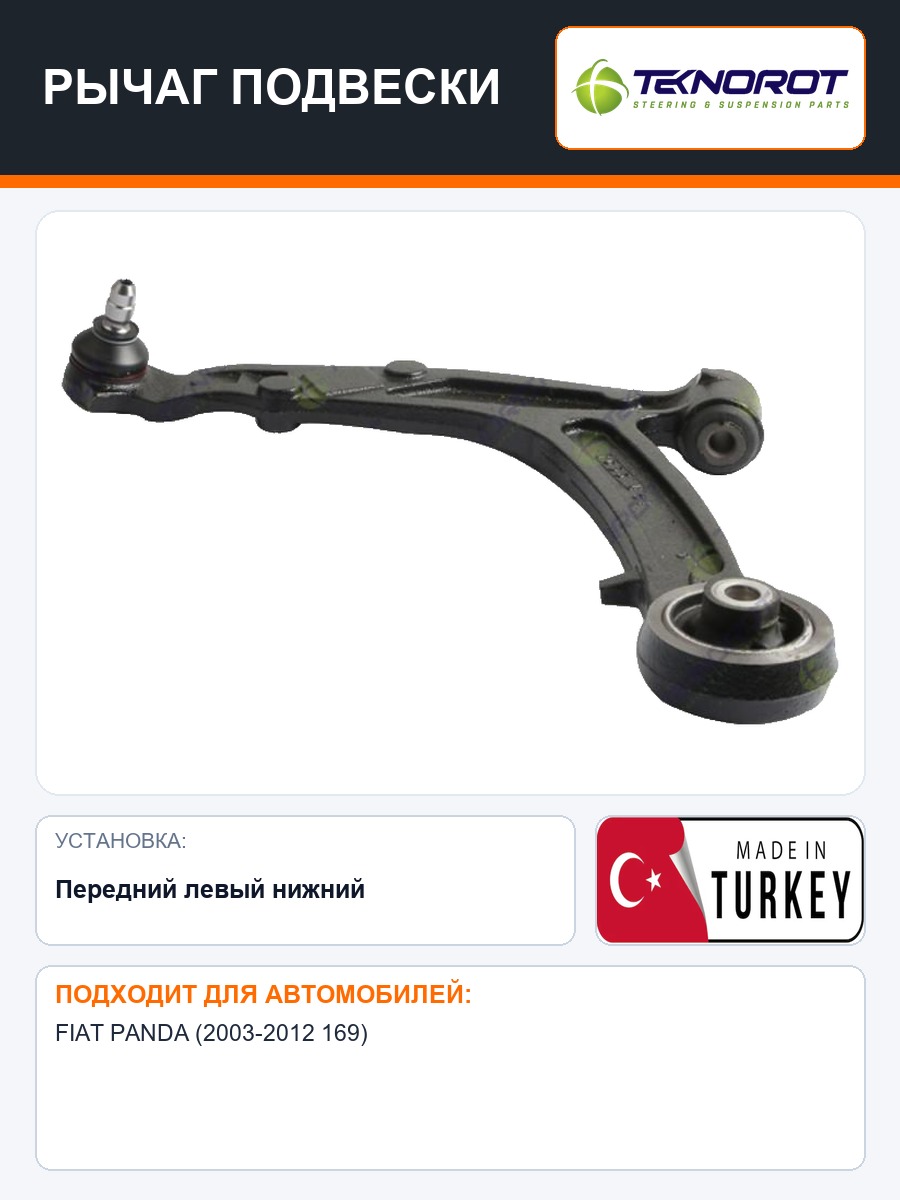 РЫЧАГ ПОДВЕСКИ
TEKNOROT
STEERING & SUSPENSION PARTS
УСТАНОВКА:
Передний левый нижний
MADE IN
TURKEY
ПОДХОДИТ ДЛЯ АВТОМОБИЛЕЙ:
FIAT PANDA (2003-2012 169)